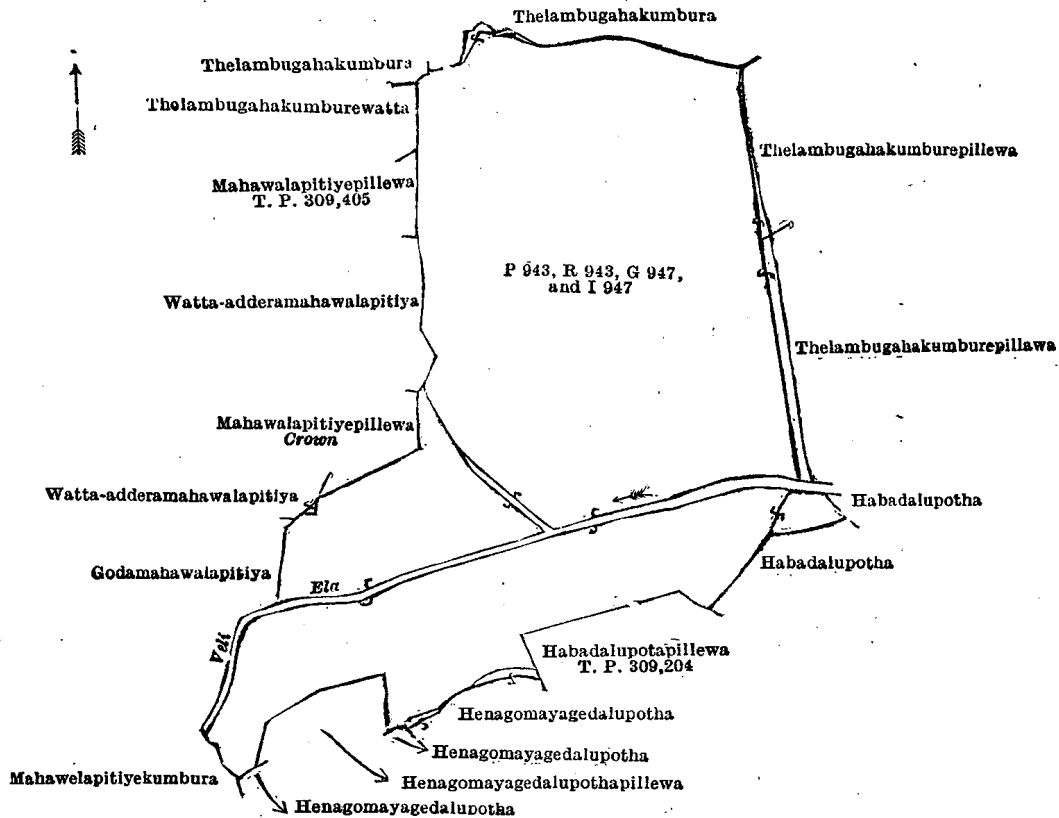 Thelambugahakumbura
Thelambugahakumbura
Tholambugahakumburewatta
Thelambugahakumburepillewa
Mahawalapitiyepillewa
T. P. 309,405
P 943, R 943, G 947,
and I 947
Watta-adderamahawalapitiya
Thelambugahakumburepillawa
Mahawalapitiyepillewa
Crown
Watta-adderamahawalapitiya
Habadalupotha
Habadalupotha
Godamahawalapitiya
Ela
Veli
Habadalupotapillewa
T. P. 309,204
Henagomayagedalupotha
Henagomayagedalupotha
Mahawelapitiyekumbura
Henagomayagedalupothapillewa
Henagomayagedalupotha